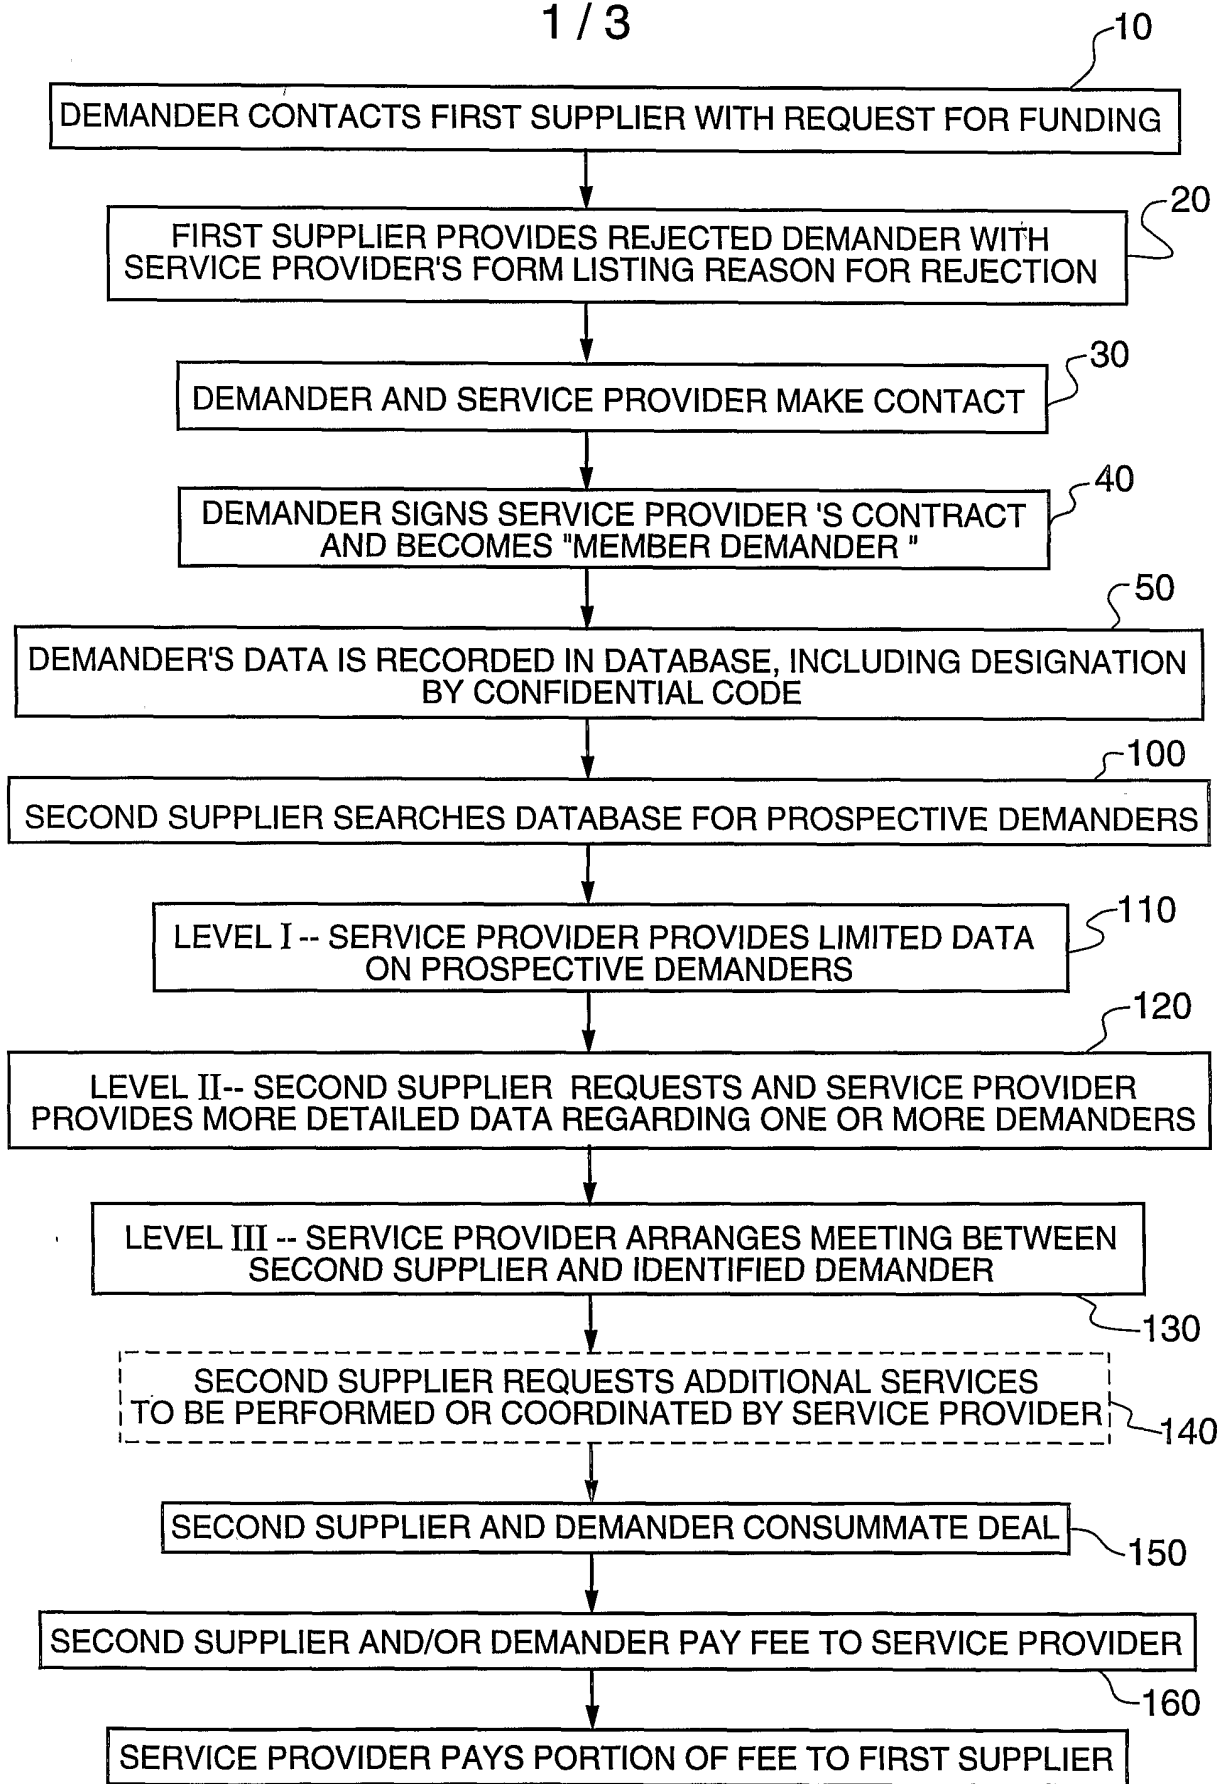 1 / 3
10
DEMANDER CONTACTS FIRST SUPPLIER WITH REQUEST FOR FUNDING
20
FIRST SUPPLIER PROVIDES REJECTED DEMANDER WITH
SERVICE PROVIDER'S FORM LISTING REASON FOR REJECTION
30
DEMANDER AND SERVICE PROVIDER MAKE CONTACT
40
DEMANDER SIGNS SERVICE PROVIDER 'S CONTRACT
AND BECOMES "MEMBER DEMANDER "
50
DEMANDER'S DATA IS RECORDED IN DATABASE, INCLUDING DESIGNATION
BY CONFIDENTIAL CODE
100
SECOND SUPPLIER SEARCHES DATABASE FOR PROSPECTIVE DEMANDERS
110
LEVEL I -- SERVICE PROVIDER PROVIDES LIMITED DATA
ON PROSPECTIVE DEMANDERS
120
LEVEL II-- SECOND SUPPLIER REQUESTS AND SERVICE PROVIDER
PROVIDES MORE DETAILED DATA REGARDING ONE OR MORE DEMANDERS
LEVEL III -- SERVICE PROVIDER ARRANGES MEETING BETWEEN
SECOND SUPPLIER AND IDENTIFIED DEMANDER
130
SECOND SUPPLIER REQUESTS ADDITIONAL SERVICES
TO BE PERFORMED OR COORDINATED BY SERVICE PROVIDER
140
SECOND SUPPLIER AND DEMANDER CONSUMMATE DEAL
150
SECOND SUPPLIER AND/OR DEMANDER PAY FEE TO SERVICE PROVIDER
160
SERVICE PROVIDER PAYS PORTION OF FEE TO FIRST SUPPLIER